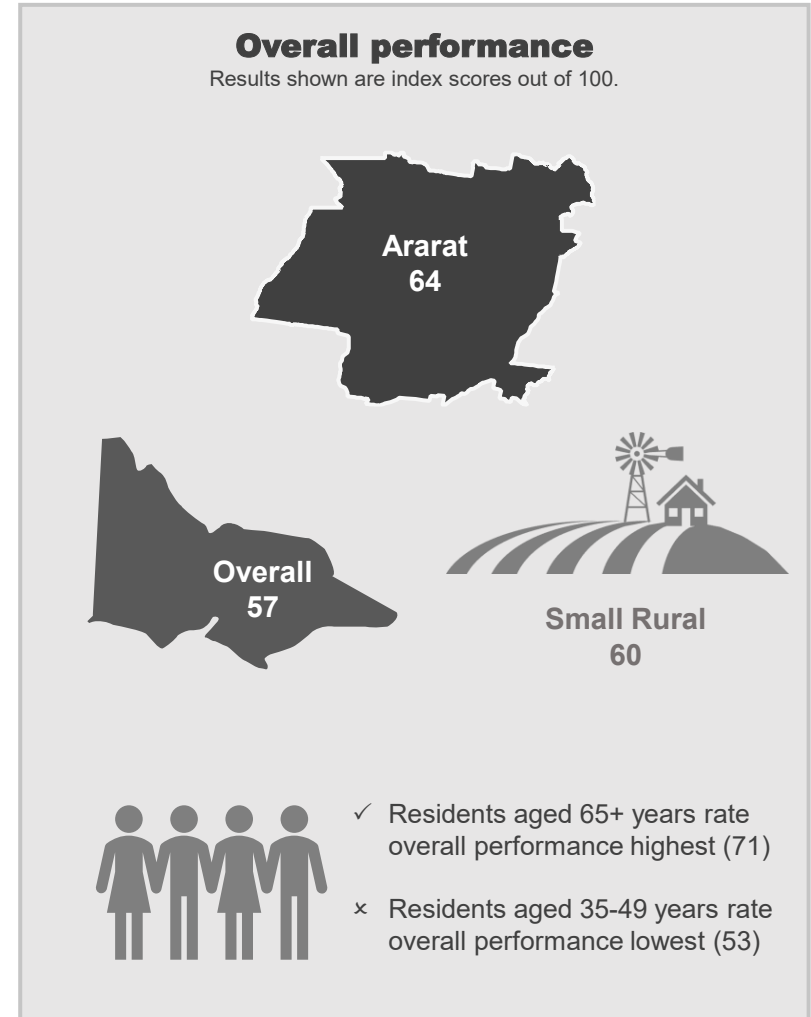 Overall performance
Results shown are index scores out of 100.
Ararat
64
Overall
57
Small Rural
60
✓ Residents aged 65+ years rate
overall performance highest (71)
× Residents aged 35-49 years rate
overall performance lowest (53)